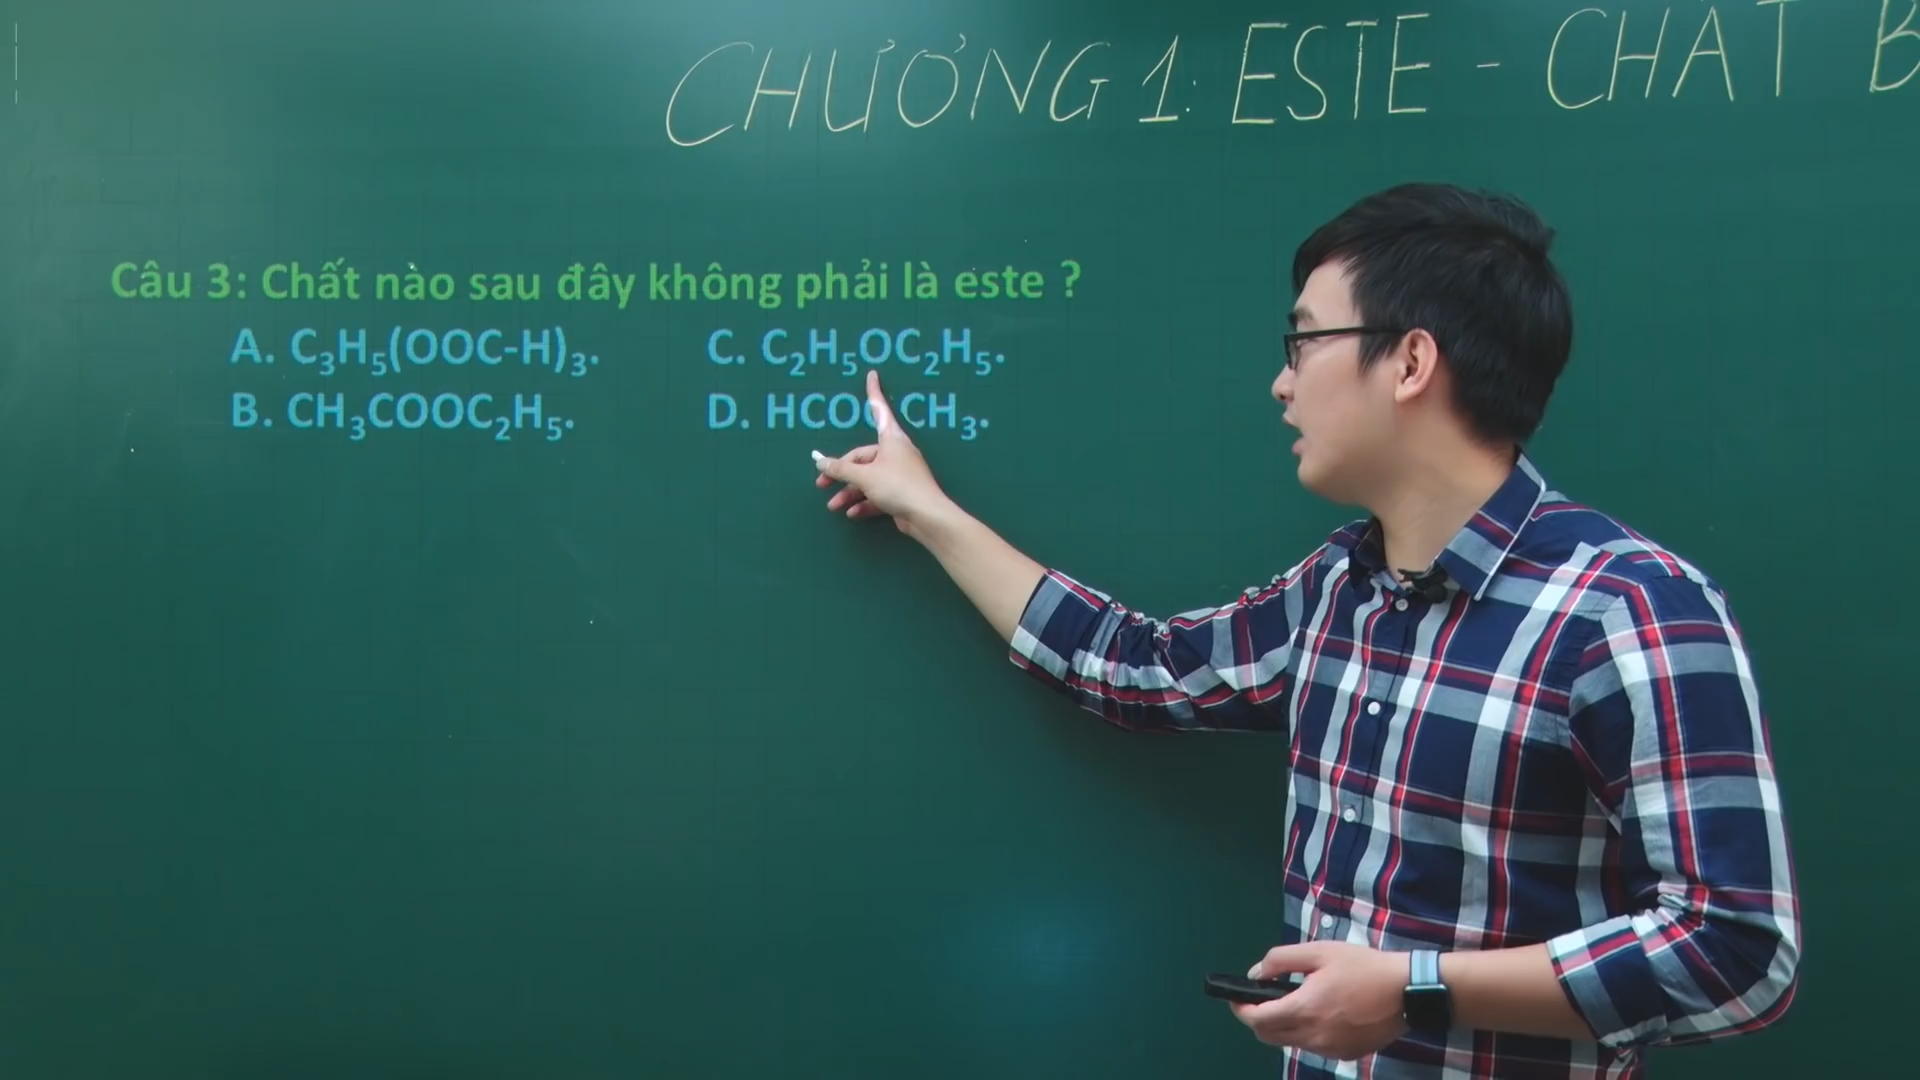 CHƯƠNG 1: ESTE - CHẤT B
Câu 3: Chất nào sau đây không phải là este ?
A. C₃H₅(OOC-H)₃. C. C₂H₅OC₂H₅.
B. CH₃COOC₂H₅. D. HCOOCH₃.